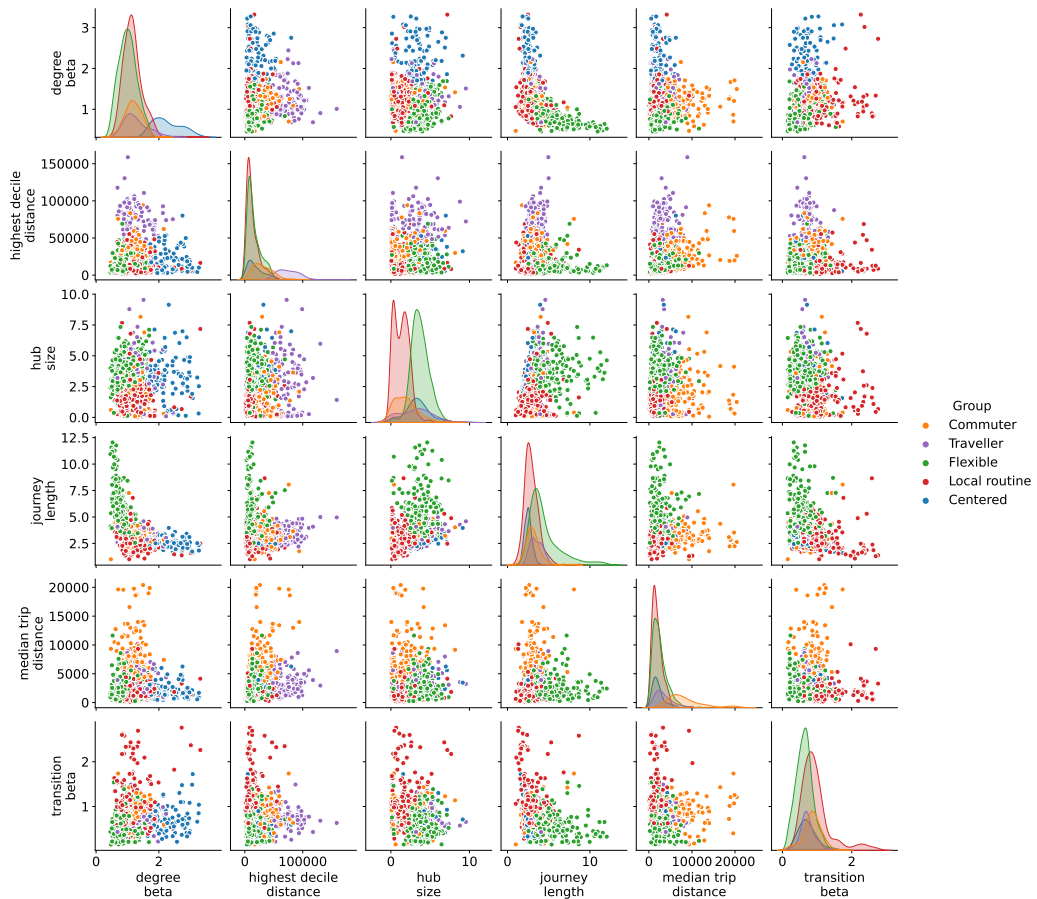 3
2
1
degree
beta
150000
100000
50000
0
highest decile
distance
10.0
7.5
5.0
2.5
0.0
hub
size
12.5
10.0
7.5
5.0
2.5
journey
length
20000
15000
10000
5000
0
median trip
distance
2
1
transition
beta
0 2
degree
beta
0 100000
highest decile
distance
0 10
hub
size
0 10
journey
length
0 10000 20000
median trip
distance
0 2
transition
beta
Group
Commuter
Traveller
Flexible
Local routine
Centered